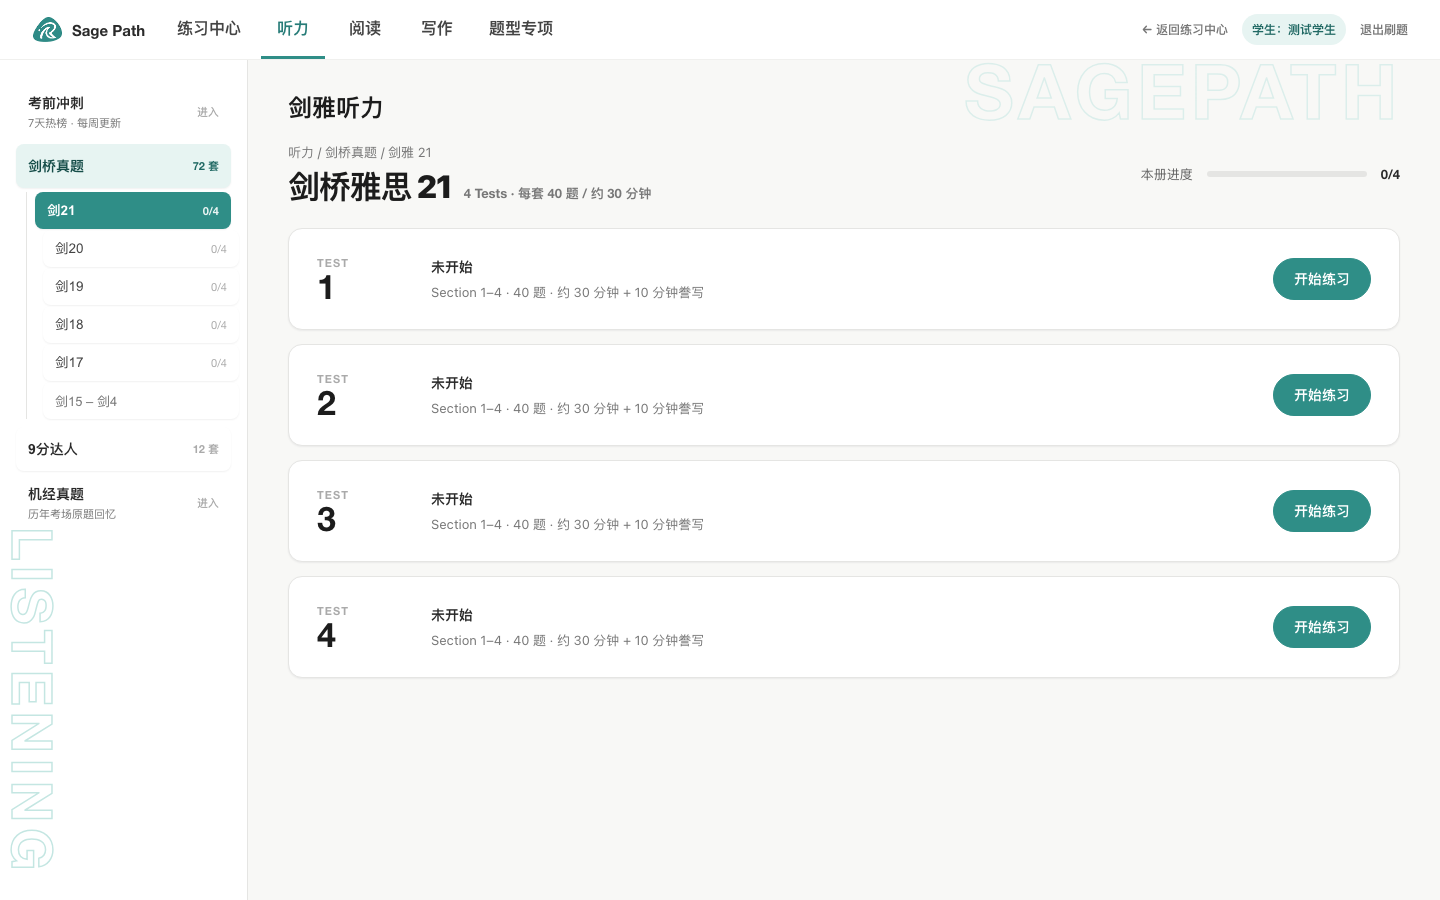 Sage Path
练习中心
听力
阅读
写作
题型专项
← 返回练习中心
学生：测试学生
退出刷题
SAGEPATH
考前冲刺
7天热榜 · 每周更新
进入
剑桥真题
72 套
剑21
0/4
剑20
0/4
剑19
0/4
剑18
0/4
剑17
0/4
剑15 – 剑4
9分达人
12 套
机经真题
历年考场原题回忆
进入
LISTENING
剑雅听力
听力 / 剑桥真题 / 剑雅 21
剑桥雅思 21
4 Tests · 每套 40 题 / 约 30 分钟
本册进度
0/4
TEST
1
未开始
Section 1–4 · 40 题 · 约 30 分钟 + 10 分钟誊写
开始练习
TEST
2
未开始
Section 1–4 · 40 题 · 约 30 分钟 + 10 分钟誊写
开始练习
TEST
3
未开始
Section 1–4 · 40 题 · 约 30 分钟 + 10 分钟誊写
开始练习
TEST
4
未开始
Section 1–4 · 40 题 · 约 30 分钟 + 10 分钟誊写
开始练习